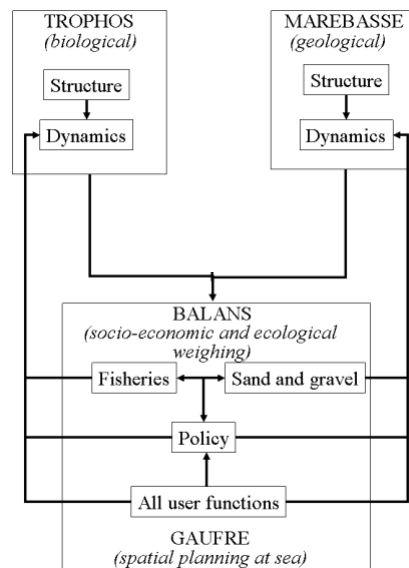 TROPHOS
(biological)
Structure
Dynamics
MAREBASSE
(geological)
Structure
Dynamics
BALANS
(socio-economic and ecological
weighing)
Fisheries
Sand and gravel
Policy
All user functions
GAUFRE
(spatial planning at sea)